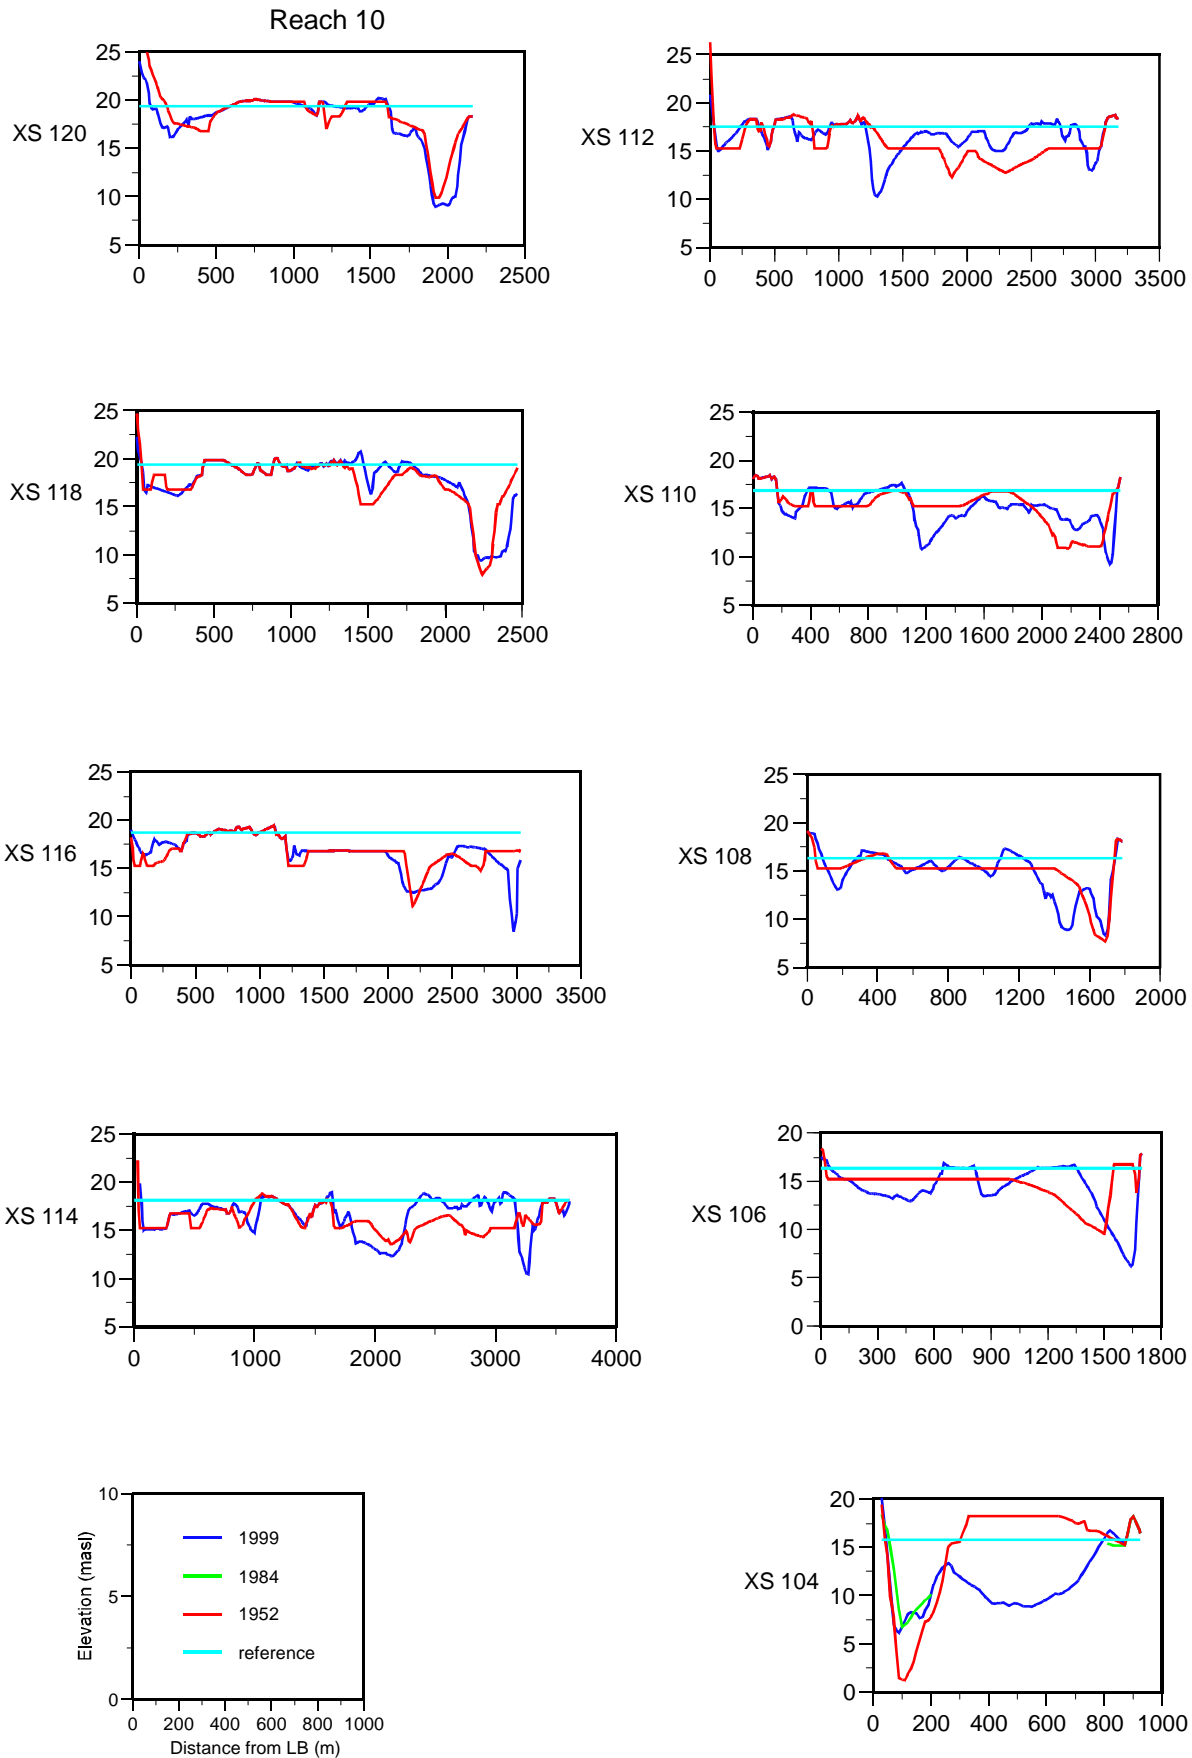 Reach 10
XS 120
25
20
15
10
5
0 500 1000 1500 2000 2500
XS 112
25
20
15
10
5
0 500 1000 1500 2000 2500 3000 3500
XS 118
25
20
15
10
5
0 500 1000 1500 2000 2500
XS 110
25
20
15
10
5
0 400 800 1200 1600 2000 2400 2800
XS 116
25
20
15
10
5
0 500 1000 1500 2000 2500 3000 3500
XS 108
25
20
15
10
5
0 400 800 1200 1600 2000
XS 114
25
20
15
10
5
0 1000 2000 3000 4000
XS 106
20
15
10
5
0
0 300 600 900 1200 1500 1800
Elevation (masl)
10
5
0
1999
1984
1952
reference
0 200 400 600 800 1000
Distance from LB (m)
XS 104
20
15
10
5
0
0 200 400 600 800 1000